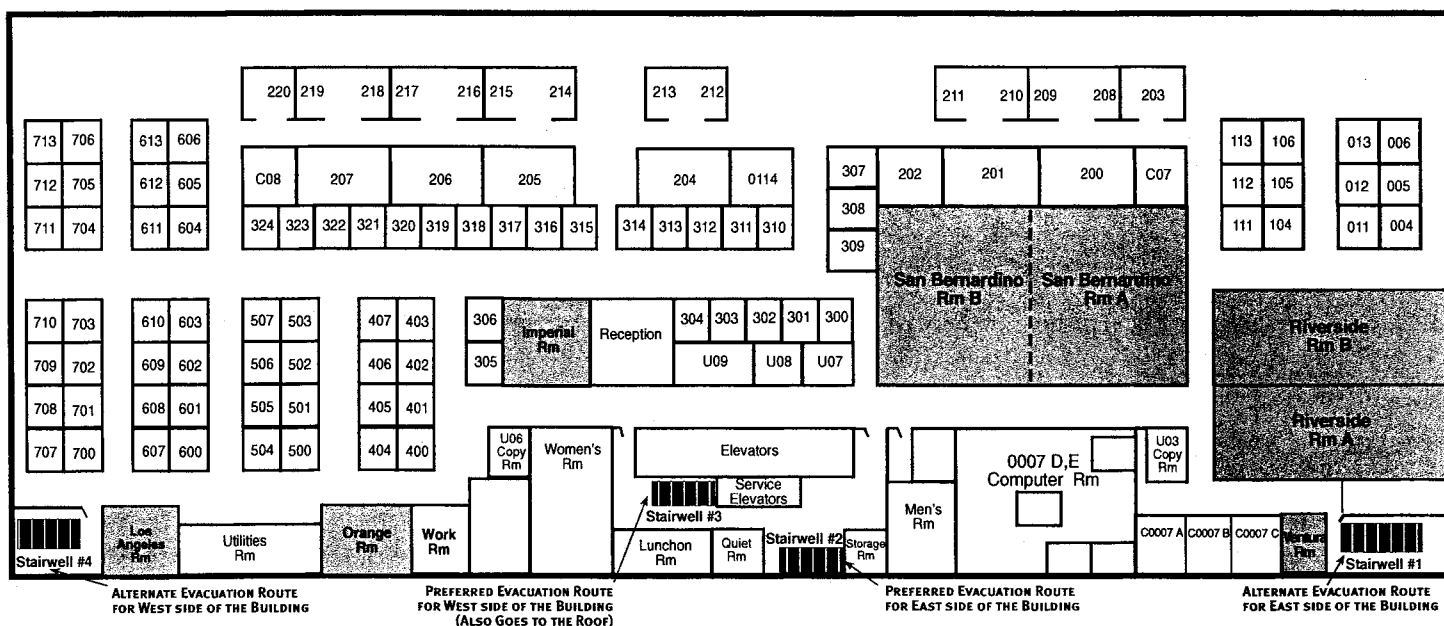 220 219 218 217 216 215 214
213 212
211 210 209 208 203
713 706
613 606
113 106
013 006
712 705
612 605
112 105
012 005
711 704
611 604
111 104
011 004
C08 207 206 205
204 0114
307 202 201 200 C07
308
309
324 323 322 321 320 319 318 317 316 315
314 313 312 311 310
San Bernardino
Rm B
San Bernardino
Rm A
710 703
610 603
507 503
407 403
709 702
609 602
506 502
406 402
708 701
608 601
505 501
405 401
707 700
607 600
504 500
404 400
306
305
Imperial
Rm
Reception
304 303 302 301 300
U09 U08 U07
Riverside
Rm B
Riverside
Rm A
U06
Copy
Rm
Women's
Rm
Elevators
Service
Elevators
Stairwell #3
0007 D,E
Computer Rm
U03
Copy
Rm
Men's
Rm
Stairwell #4
Los
Angeles
Rm
Utilities
Rm
Orange
Rm
Work
Rm
Lunchon
Rm
Quiet
Rm
Stairwell #2
Storage
Rm
C0007 A C0007 B C0007 C
Ventura
Rm
Stairwell #1
ALTERNATE EVACUATION ROUTE
FOR WEST SIDE OF THE BUILDING
PREFERRED EVACUATION ROUTE
FOR WEST SIDE OF THE BUILDING
(ALSO GOES TO THE ROOF)
PREFERRED EVACUATION ROUTE
FOR EAST SIDE OF THE BUILDING
ALTERNATE EVACUATION ROUTE
FOR EAST SIDE OF THE BUILDING